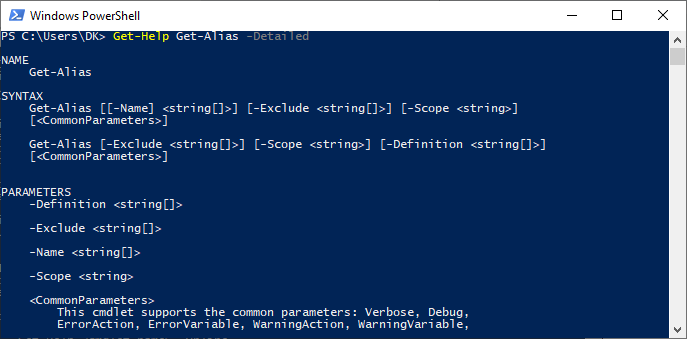 Windows PowerShell
PS C:\Users\DK> Get-Help Get-Alias -Detailed
NAME
    Get-Alias
SYNTAX
    Get-Alias [[-Name] <string[]>] [-Exclude <string[]>] [-Scope <string>]
    [<CommonParameters>]
    Get-Alias [-Exclude <string[]>] [-Scope <string>] [-Definition <string[]>]
    [<CommonParameters>]
PARAMETERS
    -Definition <string[]>
    -Exclude <string[]>
    -Name <string[]>
    -Scope <string>
    <CommonParameters>
        This cmdlet supports the common parameters: Verbose, Debug,
        ErrorAction, ErrorVariable, WarningAction, WarningVariable,